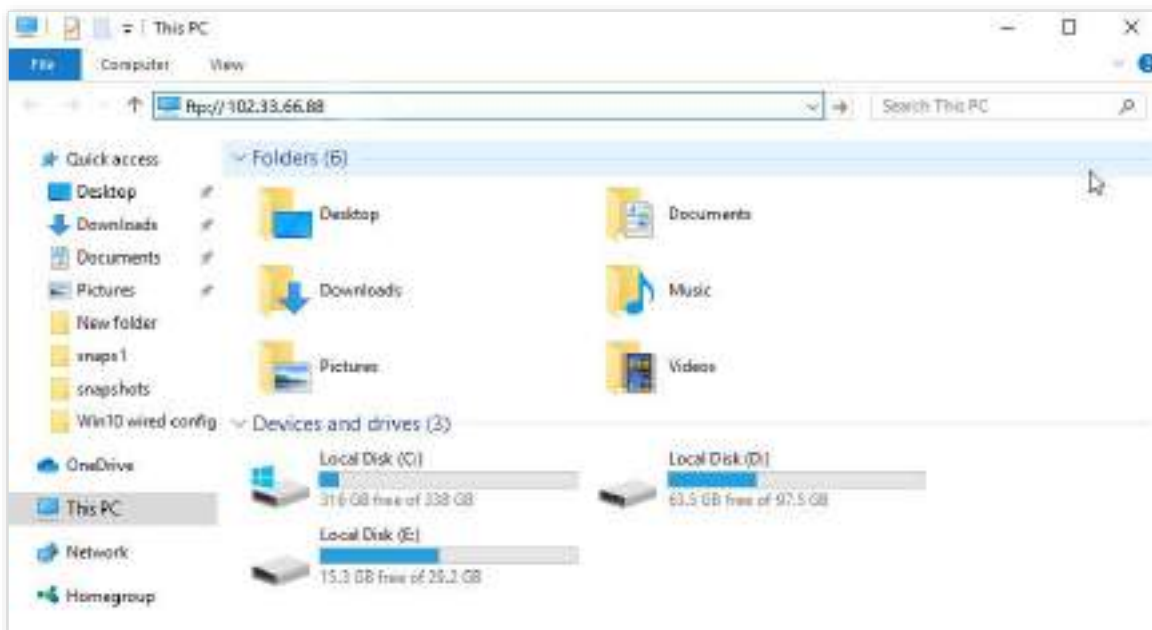 This PC
File Computer View
ftp://102.33.66.88
Search This PC
Quick access
Desktop
Downloads
Documents
Pictures
New folder
snaps1
snapshots
Win10 wired config
OneDrive
This PC
Network
Homegroup
Folders (6)
Desktop
Documents
Downloads
Music
Pictures
Videos
Devices and drives (3)
Local Disk (C:)
316 GB free of 338 GB
Local Disk (D:)
63.5 GB free of 97.5 GB
Local Disk (E:)
15.3 GB free of 29.2 GB